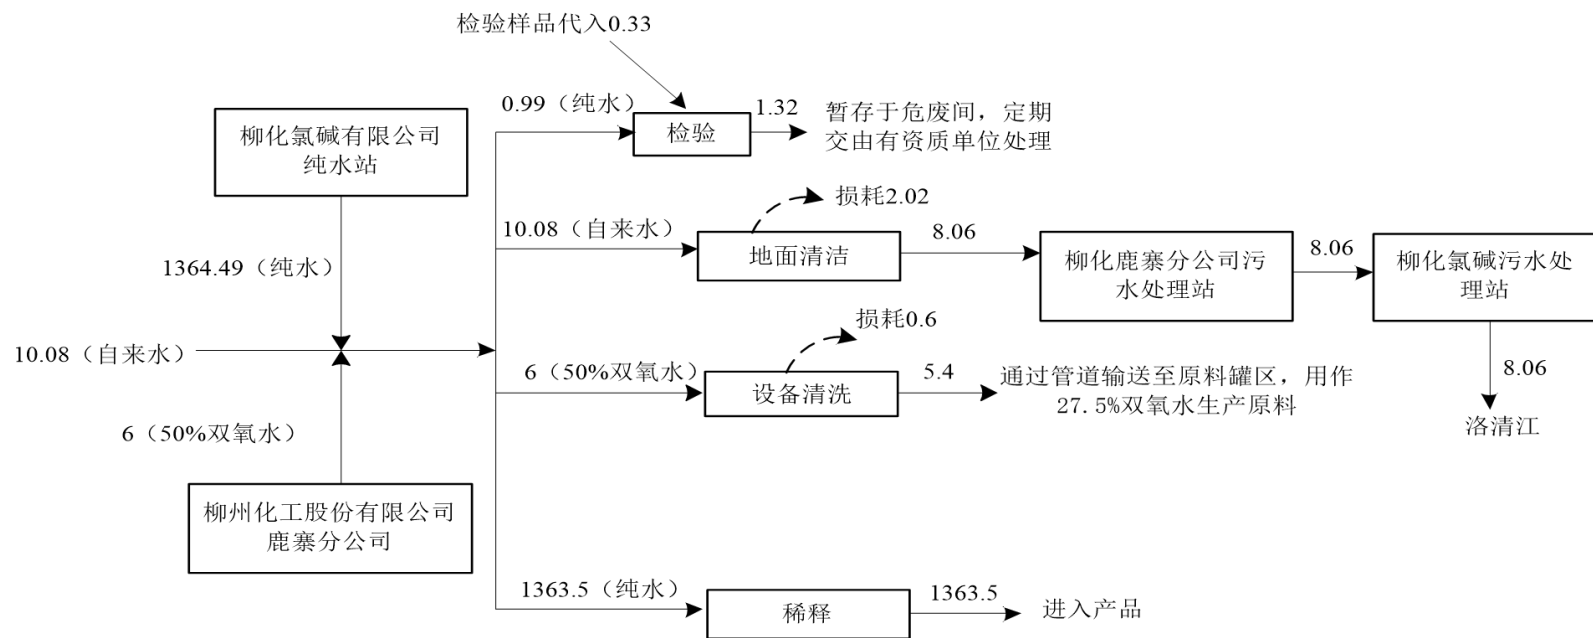 检验样品代入0.33
0.99（纯水）
1.32
柳化氯碱有限公司
纯水站
检验
暂存于危废间，定期
交由有资质单位处理
损耗2.02
10.08（自来水）
地面清洁
8.06
柳化鹿寨分公司污
水处理站
8.06
柳化氯碱污水处
理站
1364.49（纯水）
损耗0.6
10.08（自来水）
6（50%双氧水）
设备清洗
5.4
通过管道输送至原料罐区，用作
27.5%双氧水生产原料
8.06
洛清江
6（50%双氧水）
柳州化工股份有限公司
鹿寨分公司
1363.5（纯水）
稀释
1363.5
进入产品